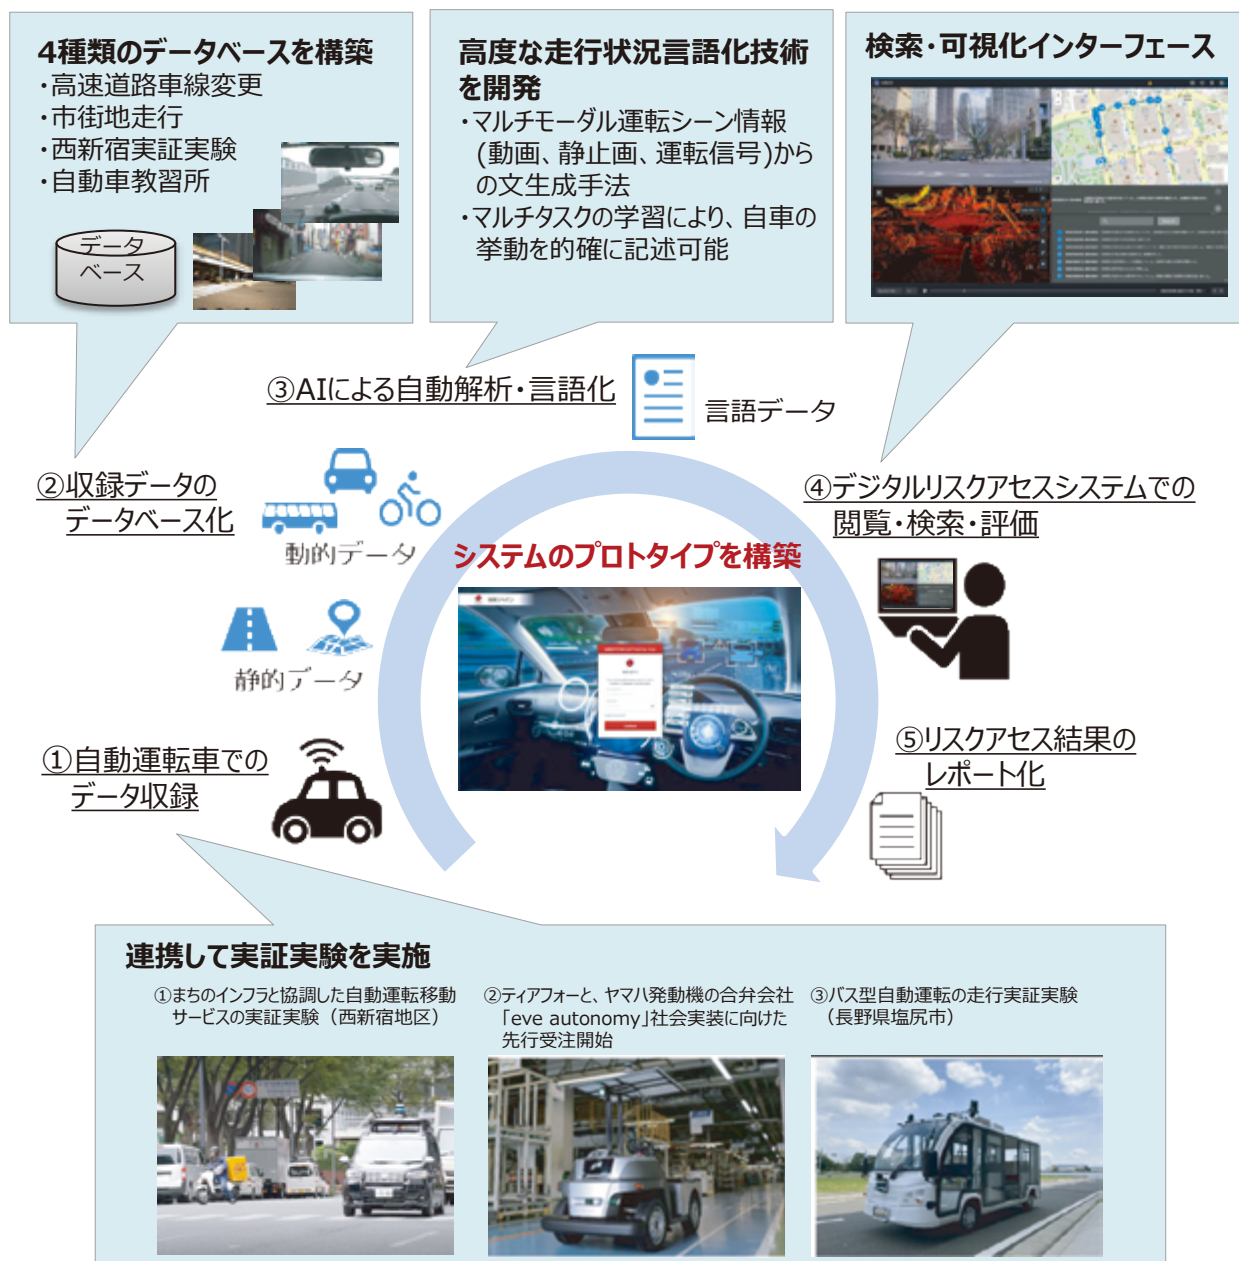 4種類のデータベースを構築
・高速道路車線変更
・市街地走行
・西新宿実証実験
・自動車教習所
データ
ベース
高度な走行状況言語化技術
を開発
・マルチモーダル運転シーン情報
(動画、静止画、運転信号)から
の文生成手法
・マルチタスクの学習により、自車の
挙動を的確に記述可能
検索・可視化インターフェース
③AIによる自動解析・言語化
言語データ
②収録データの
データベース化
動的データ
静的データ
①自動運転車での
データ収録
システムのプロトタイプを構築
④デジタルリスクアセスシステムでの
閲覧・検索・評価
⑤リスクアセス結果の
レポート化
連携して実証実験を実施
①まちのインフラと協調した自動運転移動
サービスの実証実験（西新宿地区）
②ティアフォーと、ヤマハ発動機の合弁会社
「eve autonomy」社会実装に向けた
先行受注開始
③バス型自動運転の走行実証実験
（長野県塩尻市）